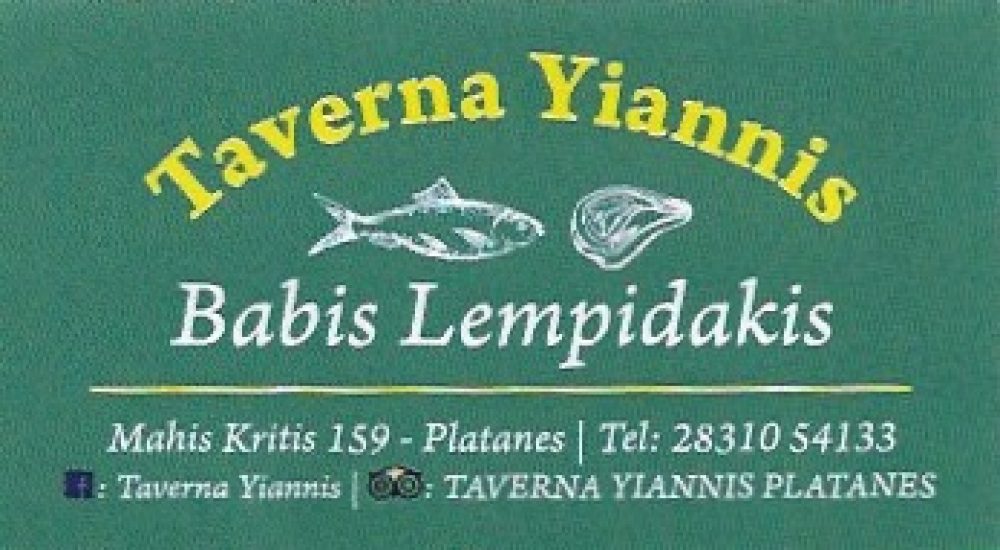 Taverna Yiannis
Babis Lempidakis
Mahis Kritis 159 - Platanes | Tel: 28310 54133
f: Taverna Yiannis | : TAVERNA YIANNIS PLATANES